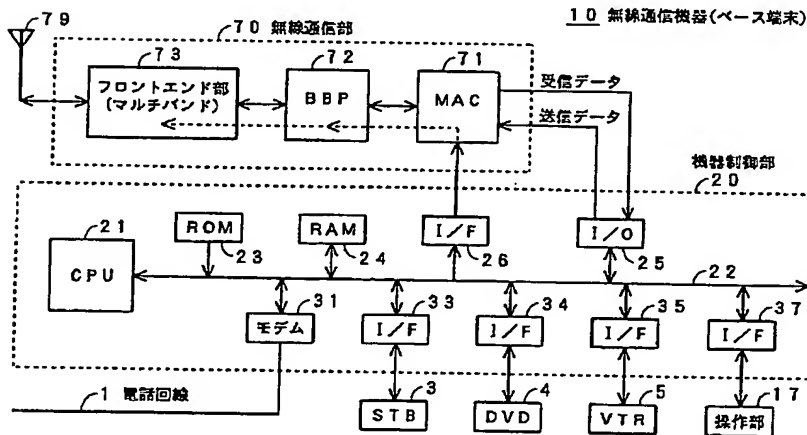 79
70 無線通信部
10 無線通信機器(ベース端末)
73
72
71
フロントエンド部
(マルチバンド)
BBP
MAC
受信データ
送信データ
機器制御部
20
21
CPU
ROM
23
RAM
24
I/F
26
I/O
25
22
31
モデム
33
I/F
34
I/F
35
I/F
37
I/F
1 電話回線
3
STB
4
DVD
5
VTR
17
操作部